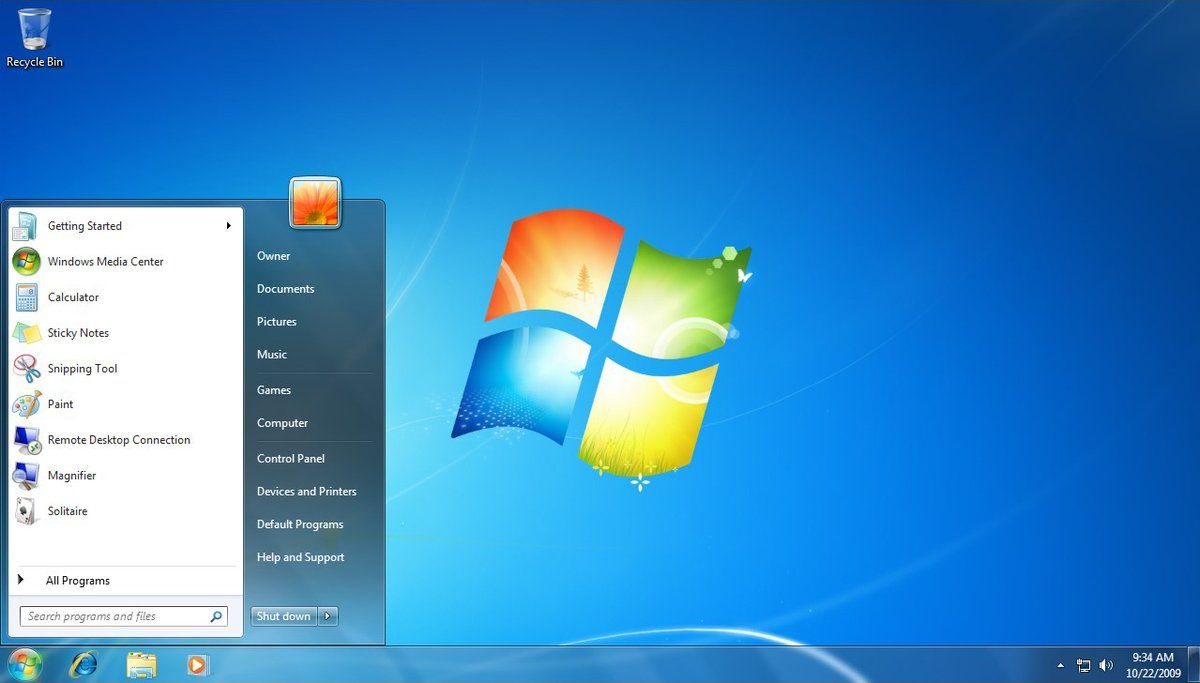 Recycle Bin
Getting Started
Windows Media Center
Calculator
Sticky Notes
Snipping Tool
Paint
Remote Desktop Connection
Magnifier
Solitaire
All Programs
Search programs and files
Owner
Documents
Pictures
Music
Games
Computer
Control Panel
Devices and Printers
Default Programs
Help and Support
Shut down
9:34 AM
10/22/2009